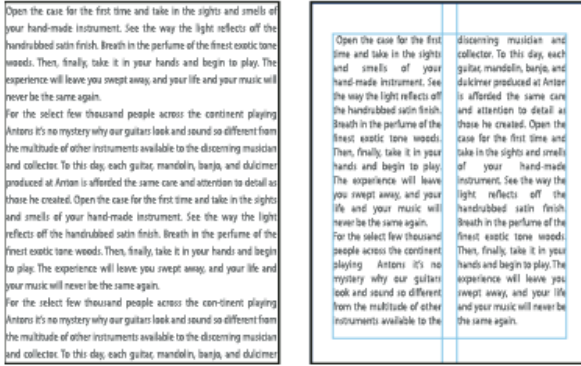 Open the case for the first time and take in the sights and smells of
your hand-made instrument. See the way the light reflects off the
handrubbed satin finish. Breath in the perfume of the finest exotic tone
woods. Then, finally, take it in your hands and begin to play. The
experience will leave you swept away, and your life and your music will
never be the same again.
For the select few thousand people across the continent playing
Antons it's no mystery why our guitars look and sound so different from
the multitude of other instruments available to the discerning musician
and collector. To this day, each guitar, mandolin, banjo, and dulcimer
produced at Anton is afforded the same care and attention to detail as
those he created. Open the case for the first time and take in the sights
and smells of your hand-made instrument. See the way the light
reflects off the handrubbed satin finish. Breath in the perfume of the
finest exotic tone woods. Then, finally, take it in your hands and begin
to play. The experience will leave you swept away, and your life and
your music will never be the same again.
For the select few thousand people across the con-tinent playing
Antons it's no mystery why our guitars look and sound so different from
the multitude of other instruments available to the discerning musician
and collector. To this day, each guitar, mandolin, banjo, and dulcimer
Open the case for the first
time and take in the sights
and smells of your
hand-made instrument. See
the way the light reflects off
the handrubbed satin finish.
Breath in the perfume of the
finest exotic tone woods.
Then, finally, take it in your
hands and begin to play.
The experience will leave
you swept away, and your
life and your music will
never be the same again.
For the select few thousand
people across the continent
playing Antons it's no
mystery why our guitars
look and sound so different
from the multitude of other
instruments available to the
discerning musician and
collector. To this day, each
guitar, mandolin, banjo, and
dulcimer produced at Anton
is afforded the same care
and attention to detail as
those he created. Open the
case for the first time and
take in the sights and smells
of your hand-made
instrument. See the way the
light reflects off the
handrubbed satin finish.
Breath in the perfume of the
finest exotic tone woods.
Then, finally, take it in your
hands and begin to play. The
experience will leave you
swept away, and your life
and your music will never be
the same again.